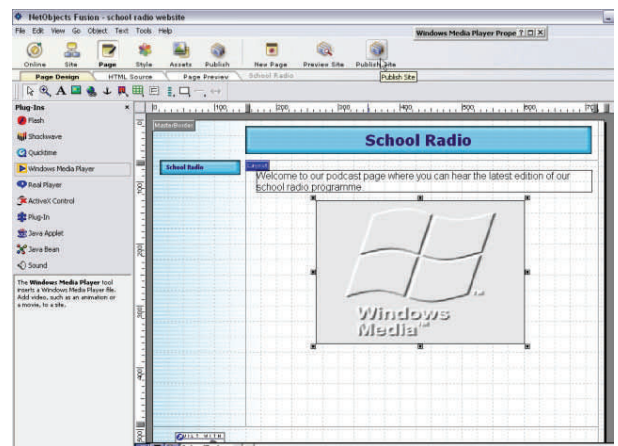 NetObjects Fusion - school radio website
File Edit View Go Object Text Tools Help
Windows Media Player Prope
Online Site Page Style Assets Publish New Page Preview Site Publish Site
Publish Site
Page Design HTML Source Page Preview School Radio
Plug-Ins
Flash
Shockwave
Quicktime
Windows Media Player
Real Player
ActiveX Control
Plug-In
Java Applet
Java Bean
Sound
The Windows Media Player tool
inserts a Windows Media Player file.
Add video, such as an animation or
a movie, to a site.
MasterBorder
School Radio
School Radio
Layout
Welcome to our podcast page where you can hear the latest edition of our
school radio programme.
Windows
Media™
BUILT WITH